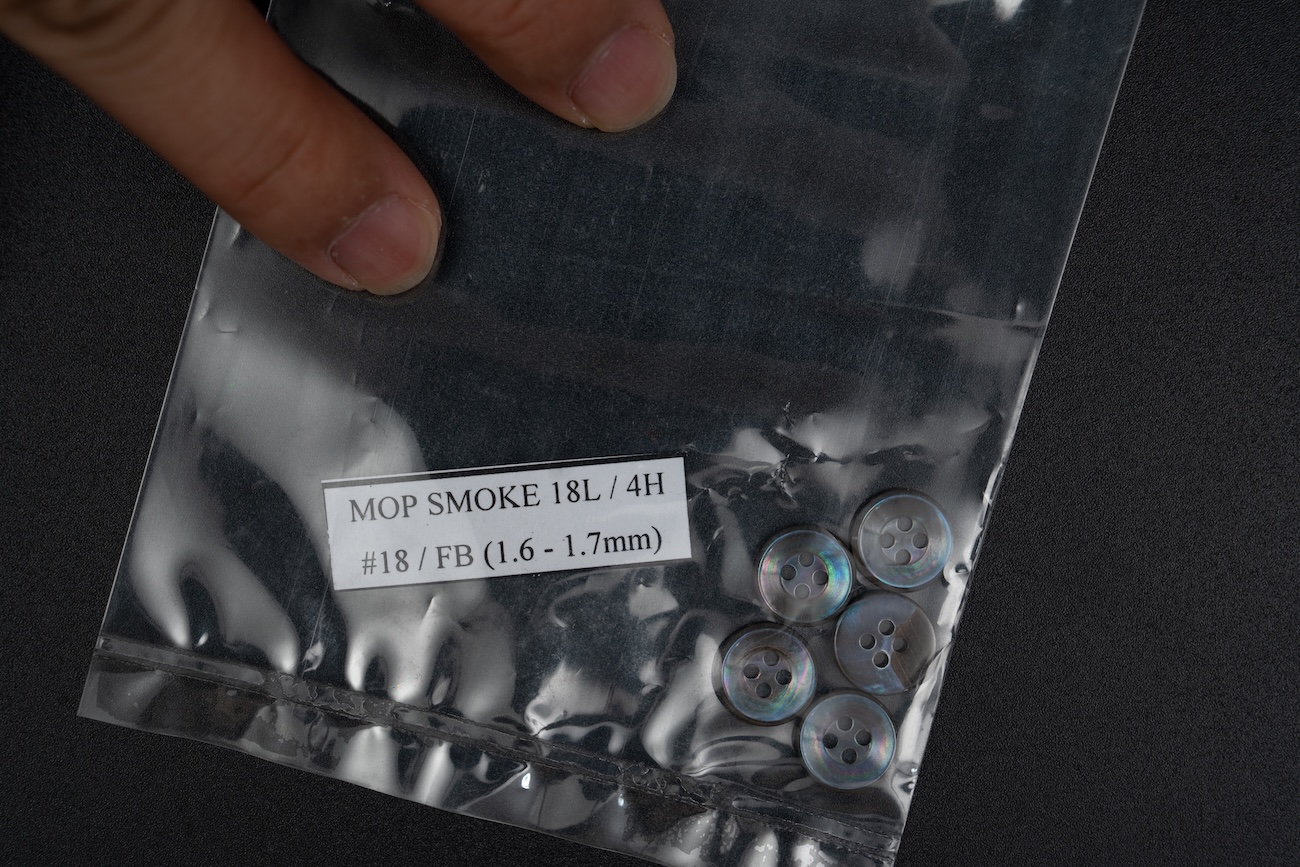 MOP SMOKE 18L / 4H
#18 / FB (1.6 - 1.7mm)